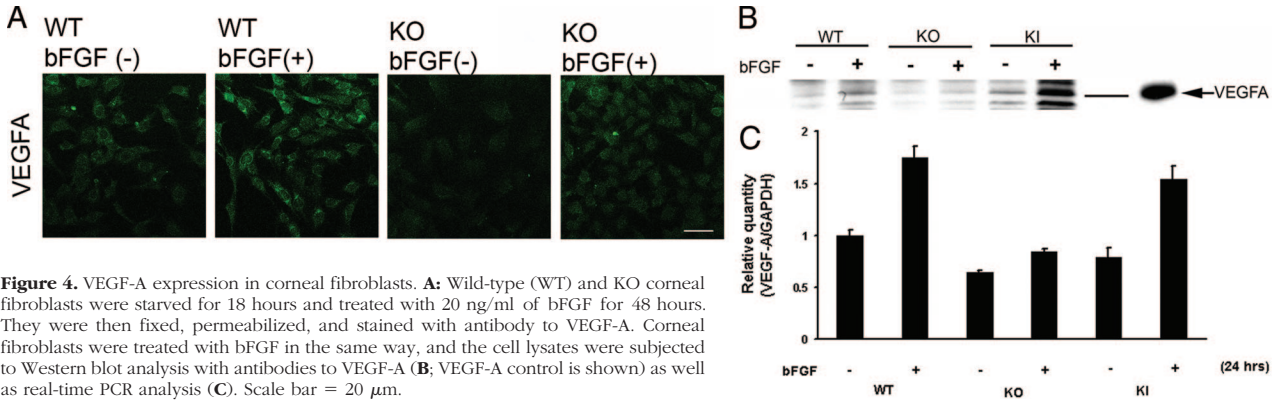 A
WT
bFGF (-)
WT
bFGF(+)
KO
bFGF(-)
KO
bFGF(+)
VEGFA
B
WT
KO
KI
bFGF
-
+
-
+
-
+
VEGFA
C
Relative quantity
(VEGF-A/GAPDH)
2
1.5
1
0.5
0
bFGF
-
+
-
+
-
+
(24 hrs)
WT
KO
KI
Figure 4. VEGF-A expression in corneal fibroblasts. A: Wild-type (WT) and KO corneal
fibroblasts were starved for 18 hours and treated with 20 ng/ml of bFGF for 48 hours.
They were then fixed, permeabilized, and stained with antibody to VEGF-A. Corneal
fibroblasts were treated with bFGF in the same way, and the cell lysates were subjected
to Western blot analysis with antibodies to VEGF-A (B; VEGF-A control is shown) as well
as real-time PCR analysis (C). Scale bar = 20 μm.